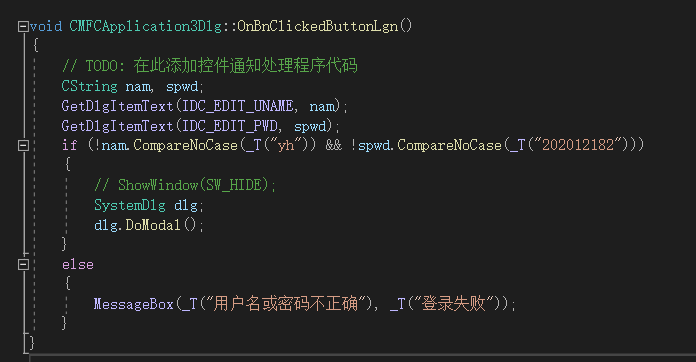 void CMFCApplication3Dlg::OnBnClickedButtonLgn()
{
// TODO: 在此添加控件通知处理程序代码
CString nam, spwd;
GetDlgItemText(IDC_EDIT_UNAME, nam);
GetDlgItemText(IDC_EDIT_PWD, spwd);
if (!nam.CompareNoCase(_T("yh")) && !spwd.CompareNoCase(_T("202012182")))
{
// ShowWindow(SW_HIDE);
SystemDlg dlg;
dlg.DoModal();
}
else
{
MessageBox(_T("用户名或密码不正确"), _T("登录失败"));
}
}